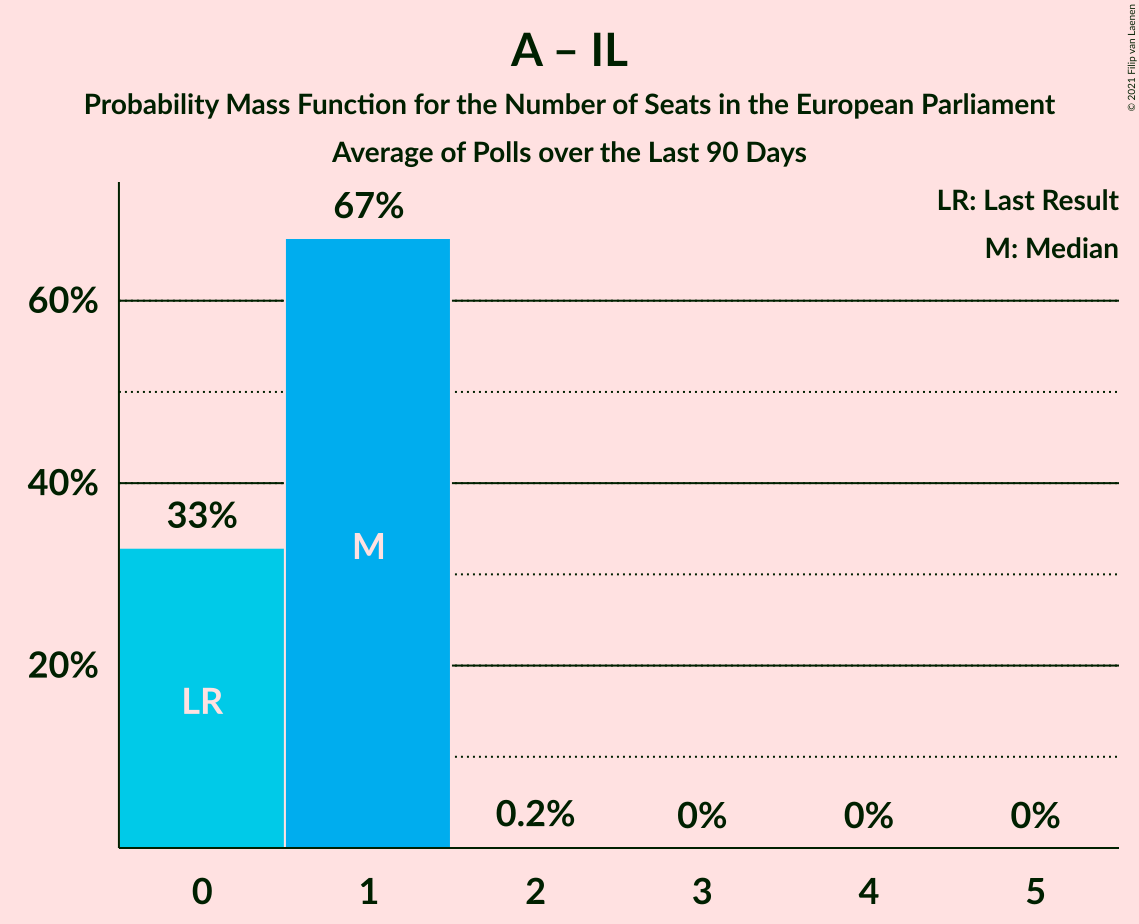 A – IL
Probability Mass Function for the Number of Seats in the European Parliament
Average of Polls over the Last 90 Days
© 2021 Filip van Laenen
LR: Last Result
M: Median
67%
60%
40%
33%
M
20%
LR
0.2%
0%
0%
0%
0
1
2
3
4
5